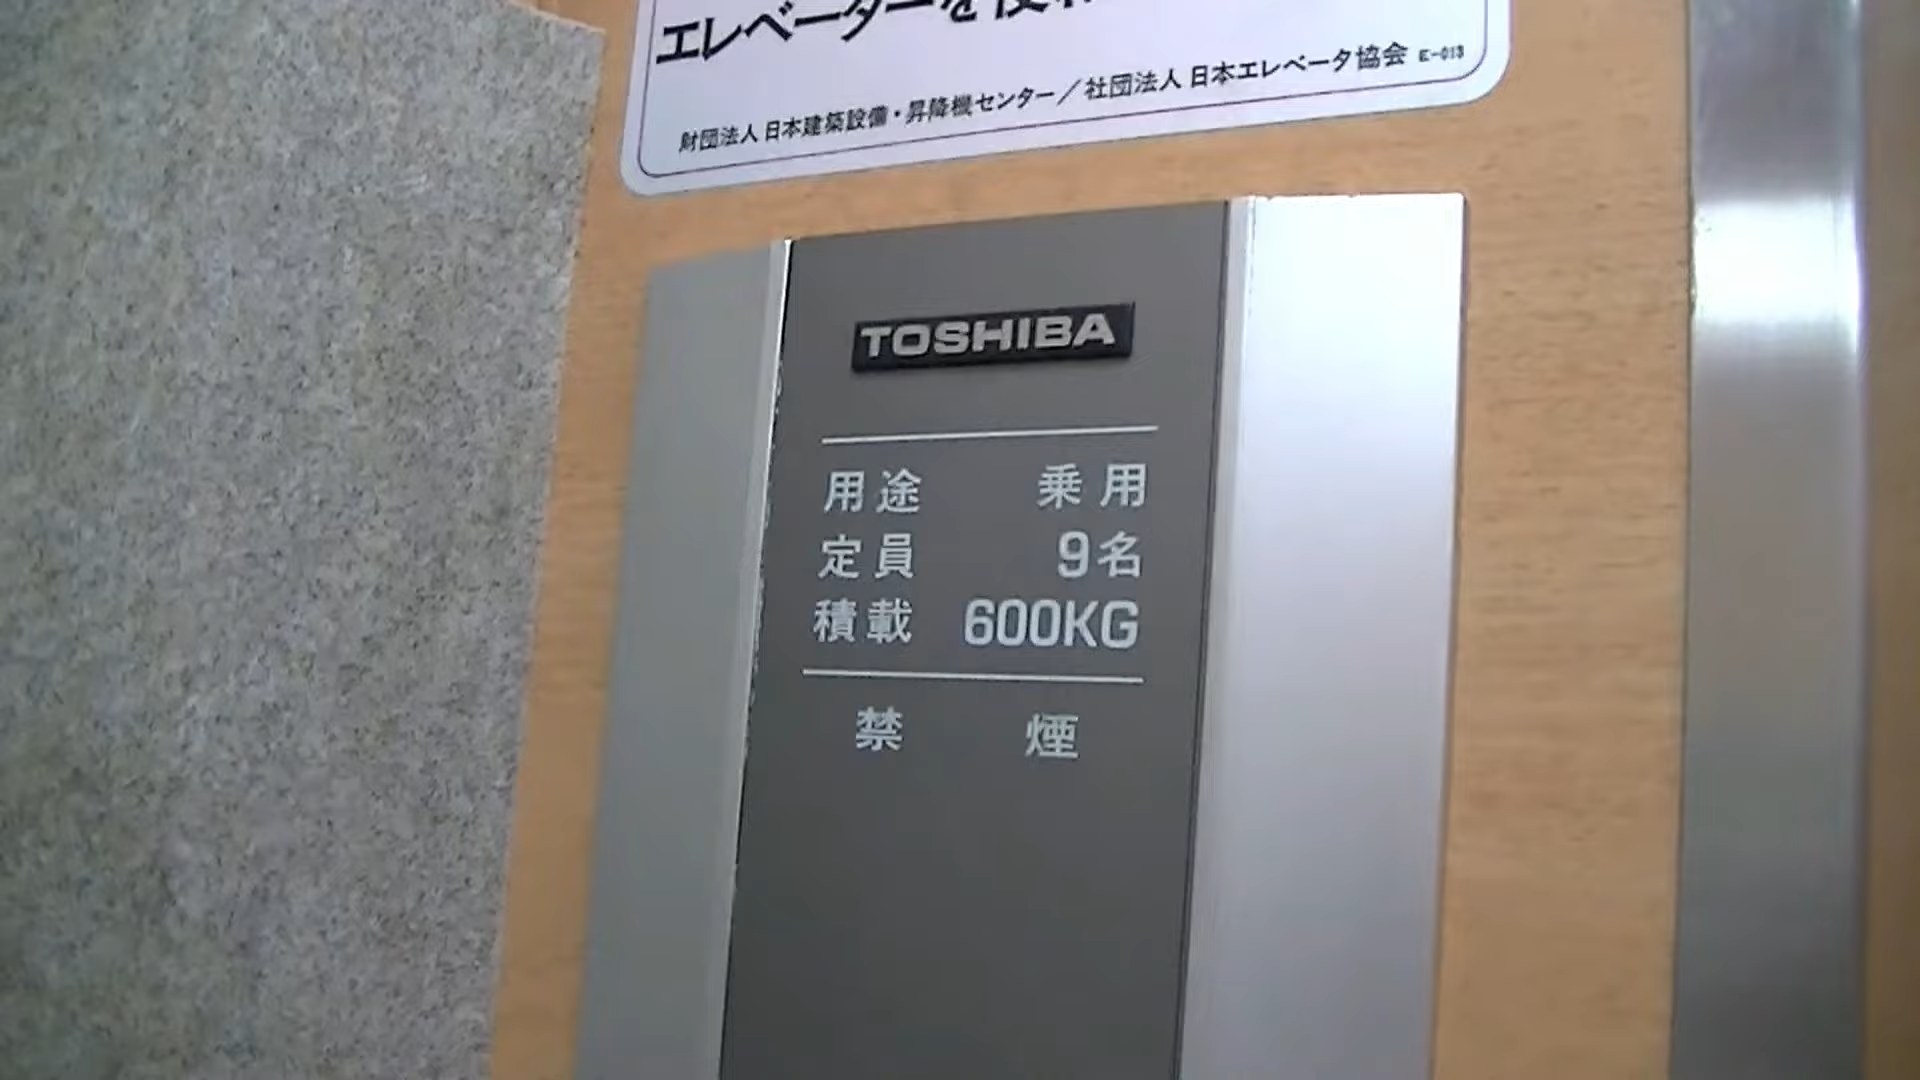 エレベーターを使わ
財団法人 日本建築設備・昇降機センター／社団法人 日本エレベータ協会 E-013
TOSHIBA
用途 乗用
定員 9名
積載 600KG
禁 煙